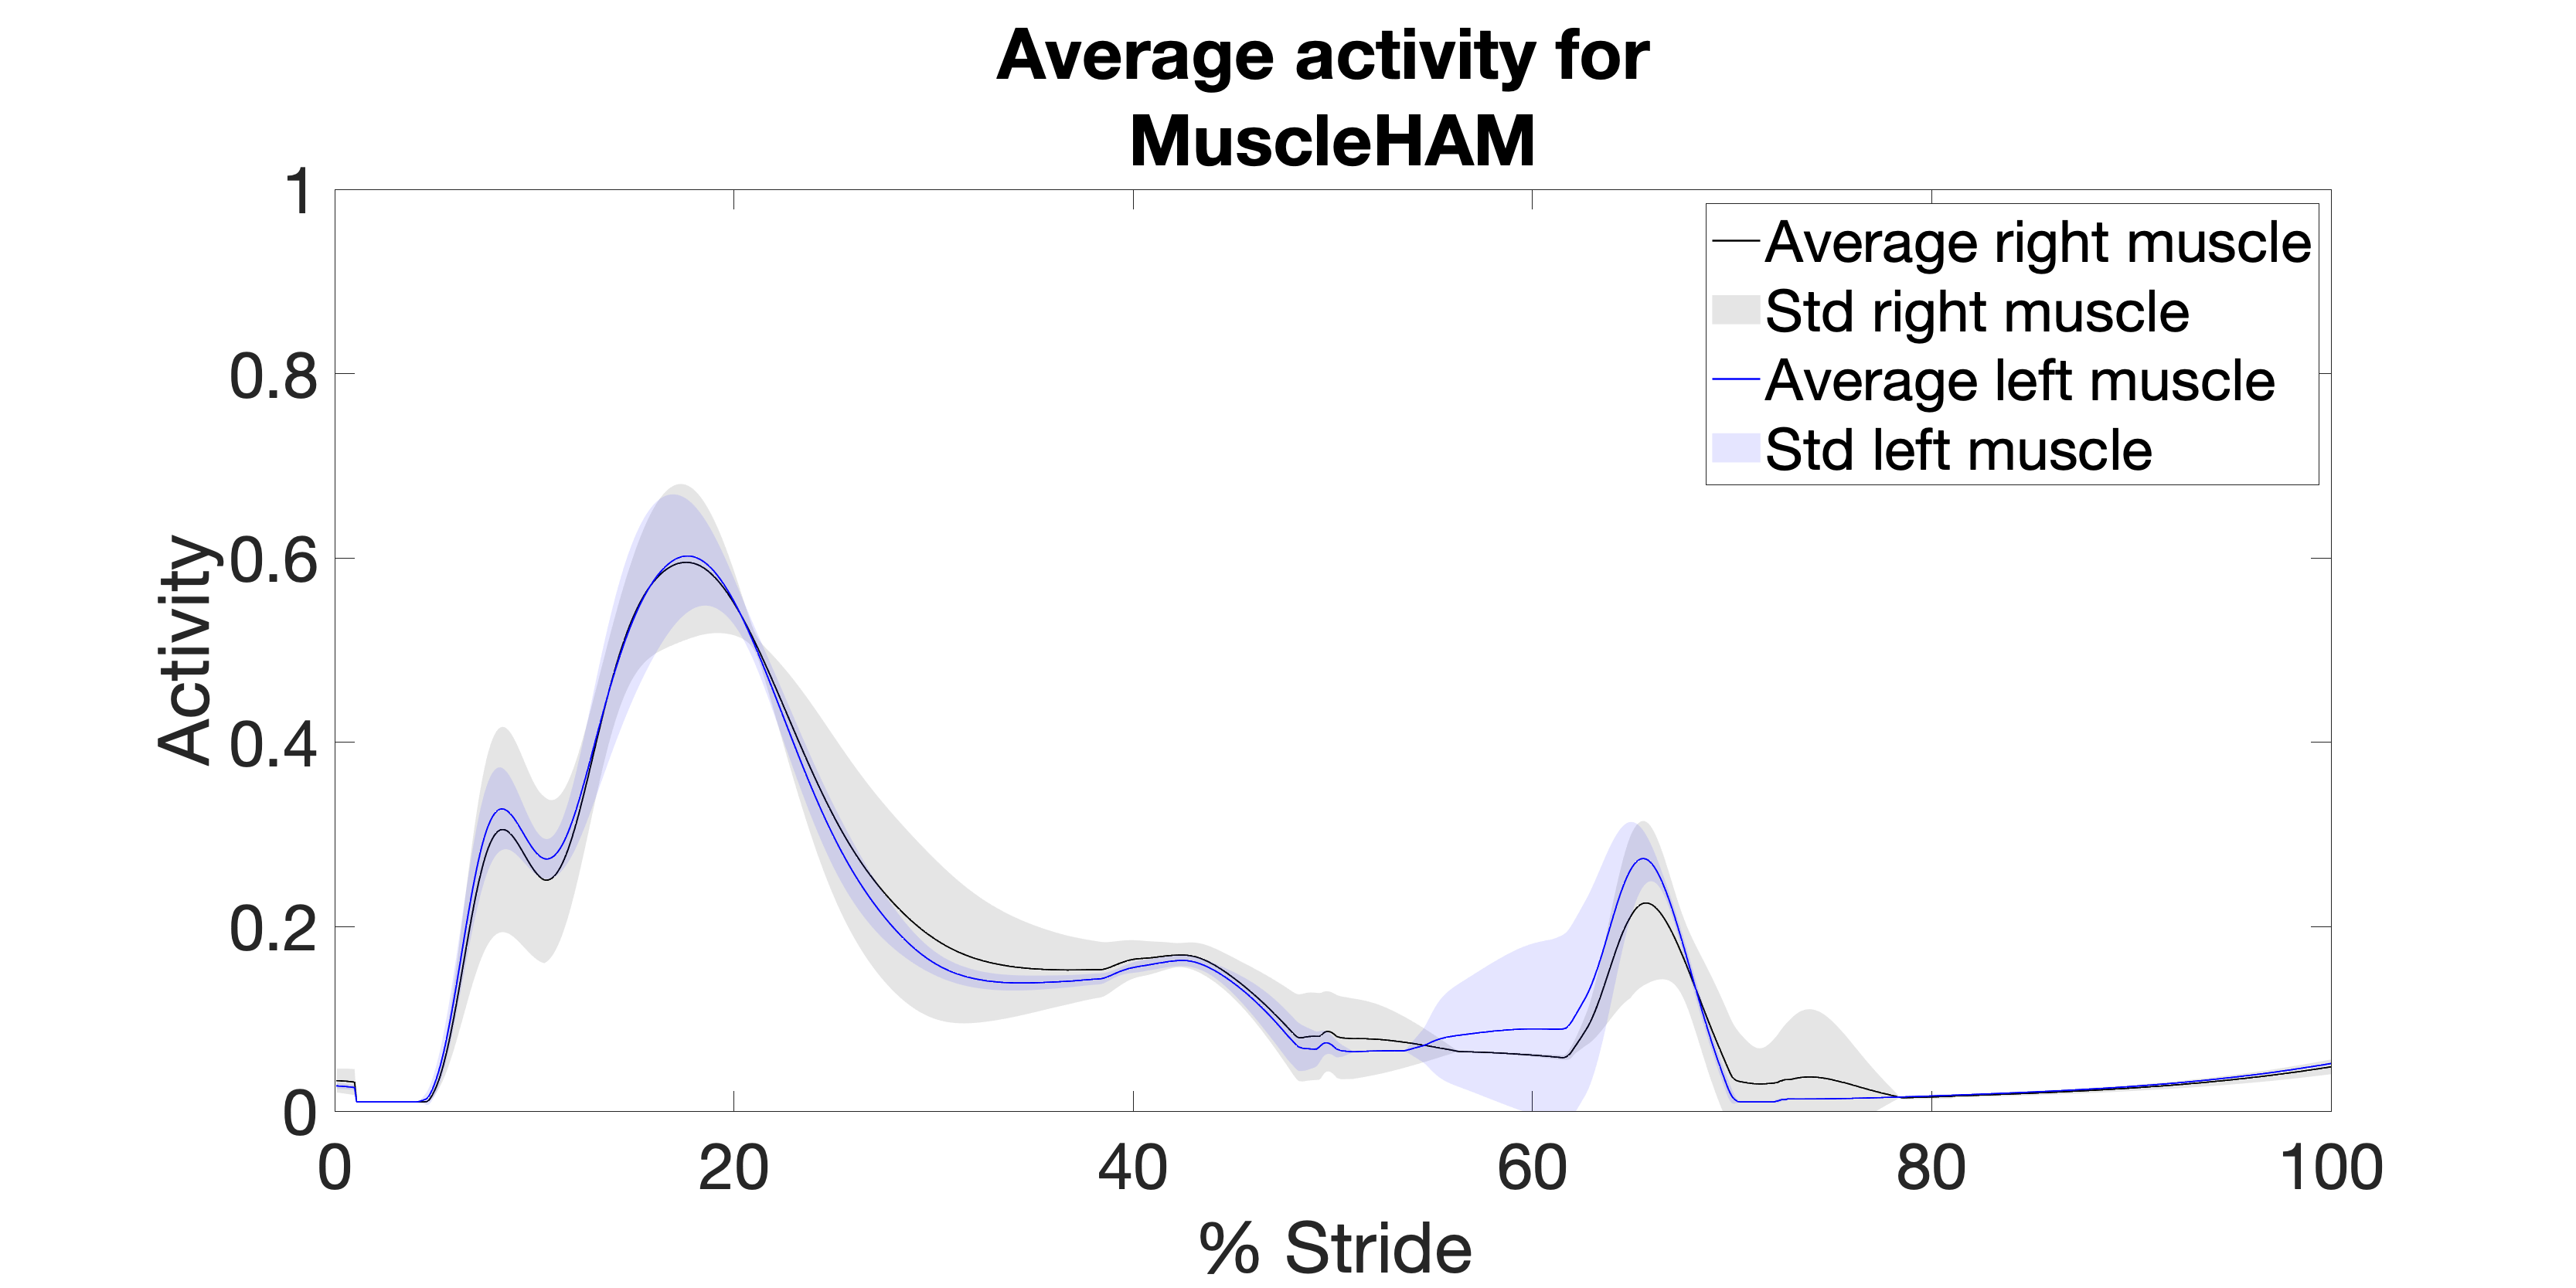 Average activity for
MuscleHAM
1
0.8
0.6
0.4
0.2
0
Activity
Average right muscle
Std right muscle
Average left muscle
Std left muscle
0 20 40 60 80 100
% Stride